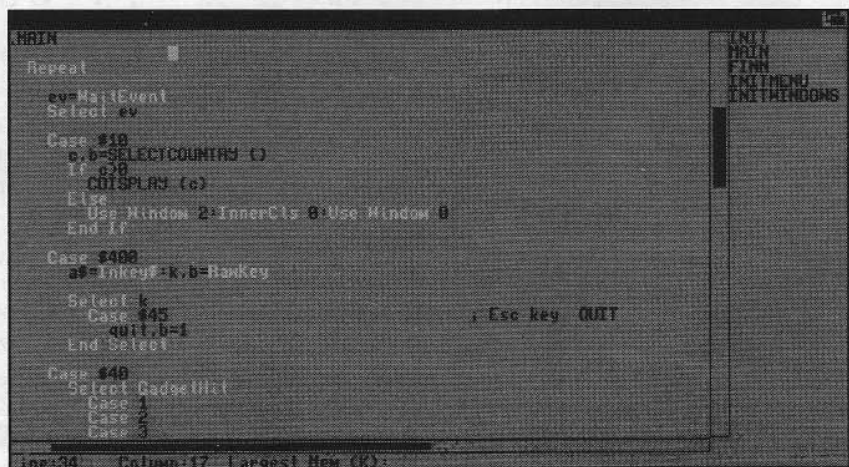 .MAIN
Repeat
ev=WaitEvent
Select ev
Case $10
c.b=SELECTCOUNTRY ()
If c>0
CDISPLAY (c)
Else
Use Window 2:InnerCls 0:Use Window 0
End If
Case $400
a$=Inkey$:k.b=RawKey
Select k
Case $45 ; Esc key QUIT
quit.b=1
End Select
Case $40
Select GadgetHit
Case 1
Case 2
Case 3
INIT
MAIN
FINN
INITMENU
INITWINDOWS
Line:34 Column:17 Largest Mem (K):